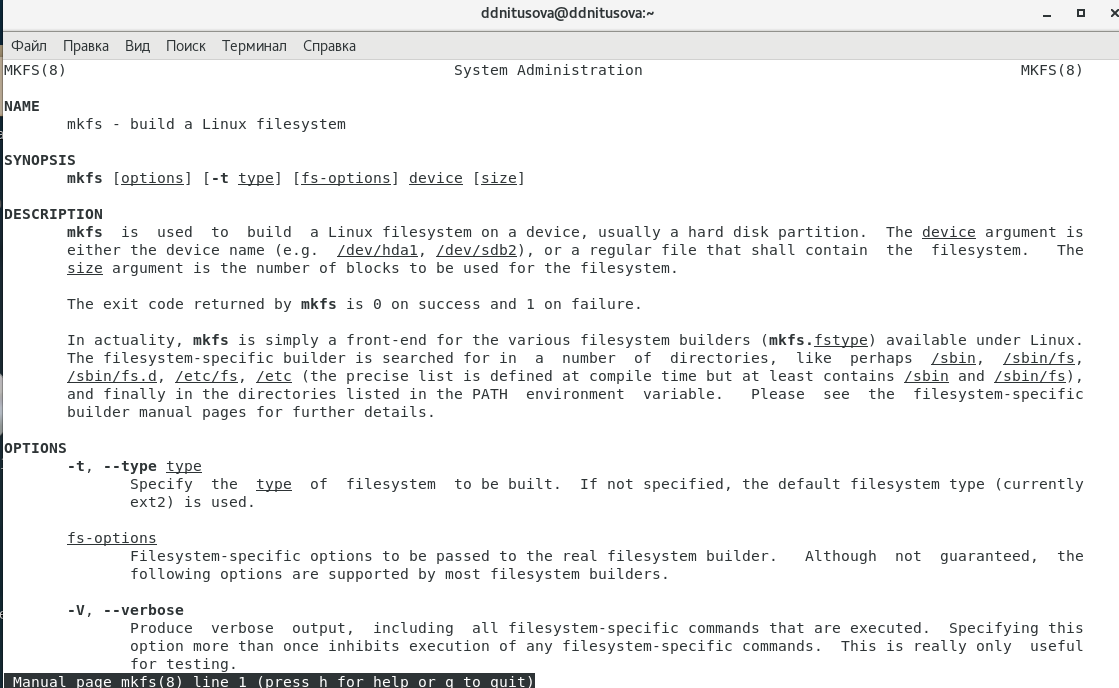 ddnitusova@ddnitusova:~
Файл Правка Вид Поиск Терминал Справка
MKFS(8) System Administration MKFS(8)
NAME
mkfs - build a Linux filesystem
SYNOPSIS
mkfs [options] [-t type] [fs-options] device [size]
DESCRIPTION
mkfs is used to build a Linux filesystem on a device, usually a hard disk partition. The device argument is
either the device name (e.g. /dev/hda1, /dev/sdb2), or a regular file that shall contain the filesystem. The
size argument is the number of blocks to be used for the filesystem.
The exit code returned by mkfs is 0 on success and 1 on failure.
In actuality, mkfs is simply a front-end for the various filesystem builders (mkfs.fstype) available under Linux.
The filesystem-specific builder is searched for in a number of directories, like perhaps /sbin, /sbin/fs,
/sbin/fs.d, /etc/fs, /etc (the precise list is defined at compile time but at least contains /sbin and /sbin/fs),
and finally in the directories listed in the PATH environment variable. Please see the filesystem-specific
builder manual pages for further details.
OPTIONS
-t, --type type
Specify the type of filesystem to be built. If not specified, the default filesystem type (currently
ext2) is used.
fs-options
Filesystem-specific options to be passed to the real filesystem builder. Although not guaranteed, the
following options are supported by most filesystem builders.
-V, --verbose
Produce verbose output, including all filesystem-specific commands that are executed. Specifying this
option more than once inhibits execution of any filesystem-specific commands. This is really only useful
for testing.
Manual page mkfs(8) line 1 (press h for help or q to quit)